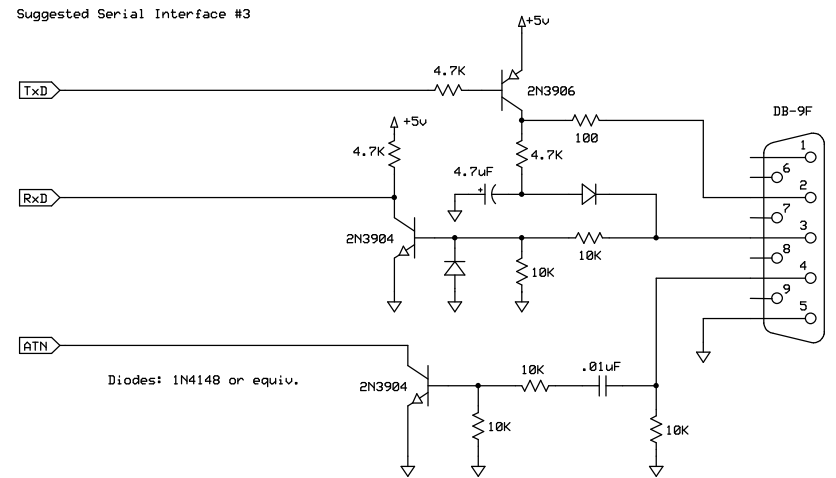 Suggested Serial Interface #3
+5v
4.7K
TxD
2N3906
DB-9F
+5v
100
1
4.7K
4.7K
6
4.7uF
+
2
RxD
7
3
2N3904
10K
8
10K
4
9
5
ATN
10K
.01uF
Diodes: 1N4148 or equiv.
2N3904
10K
10K